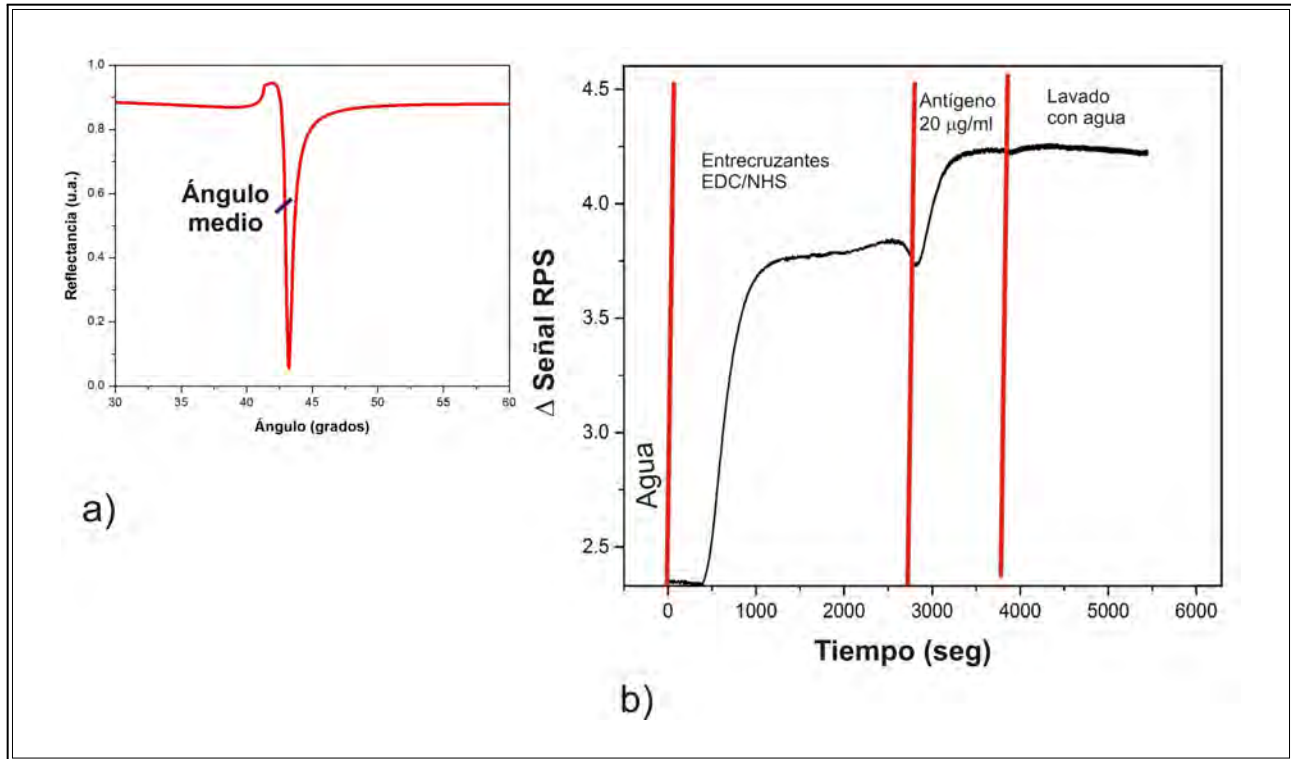 1.0
0.8
0.6
0.4
0.2
0.0
Reflectancia (u.a.)
Ángulo
medio
30
35
40
45
50
55
60
Ángulo (grados)
a)
4.5
4.0
3.5
3.0
2.5
Δ Señal RPS
Agua
Entrecruzantes
EDC/NHS
Antígeno
20 μg/ml
Lavado
con agua
0
1000
2000
3000
4000
5000
6000
Tiempo (seg)
b)